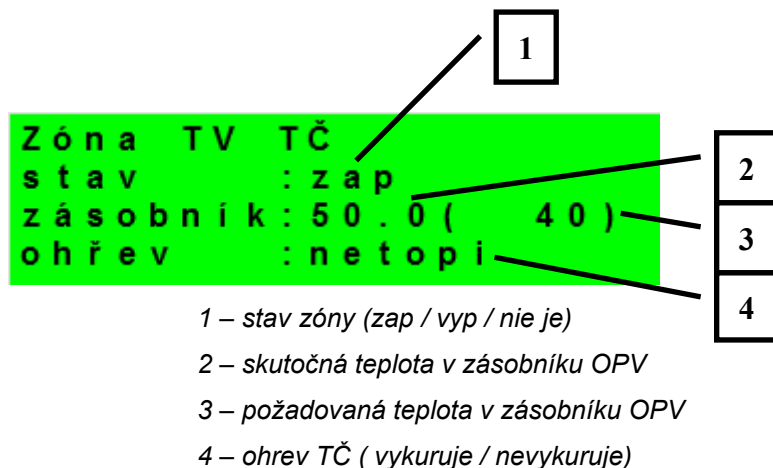 1
Zóna TV TČ
stav :zap
zásobník:50.0( 40)
ohřev :netopi
2
3
4
1 – stav zóny (zap / vyp / nie je)
2 – skutočná teplota v zásobníku OPV
3 – požadovaná teplota v zásobníku OPV
4 – ohrev TČ ( vykuruje / nevykuruje)